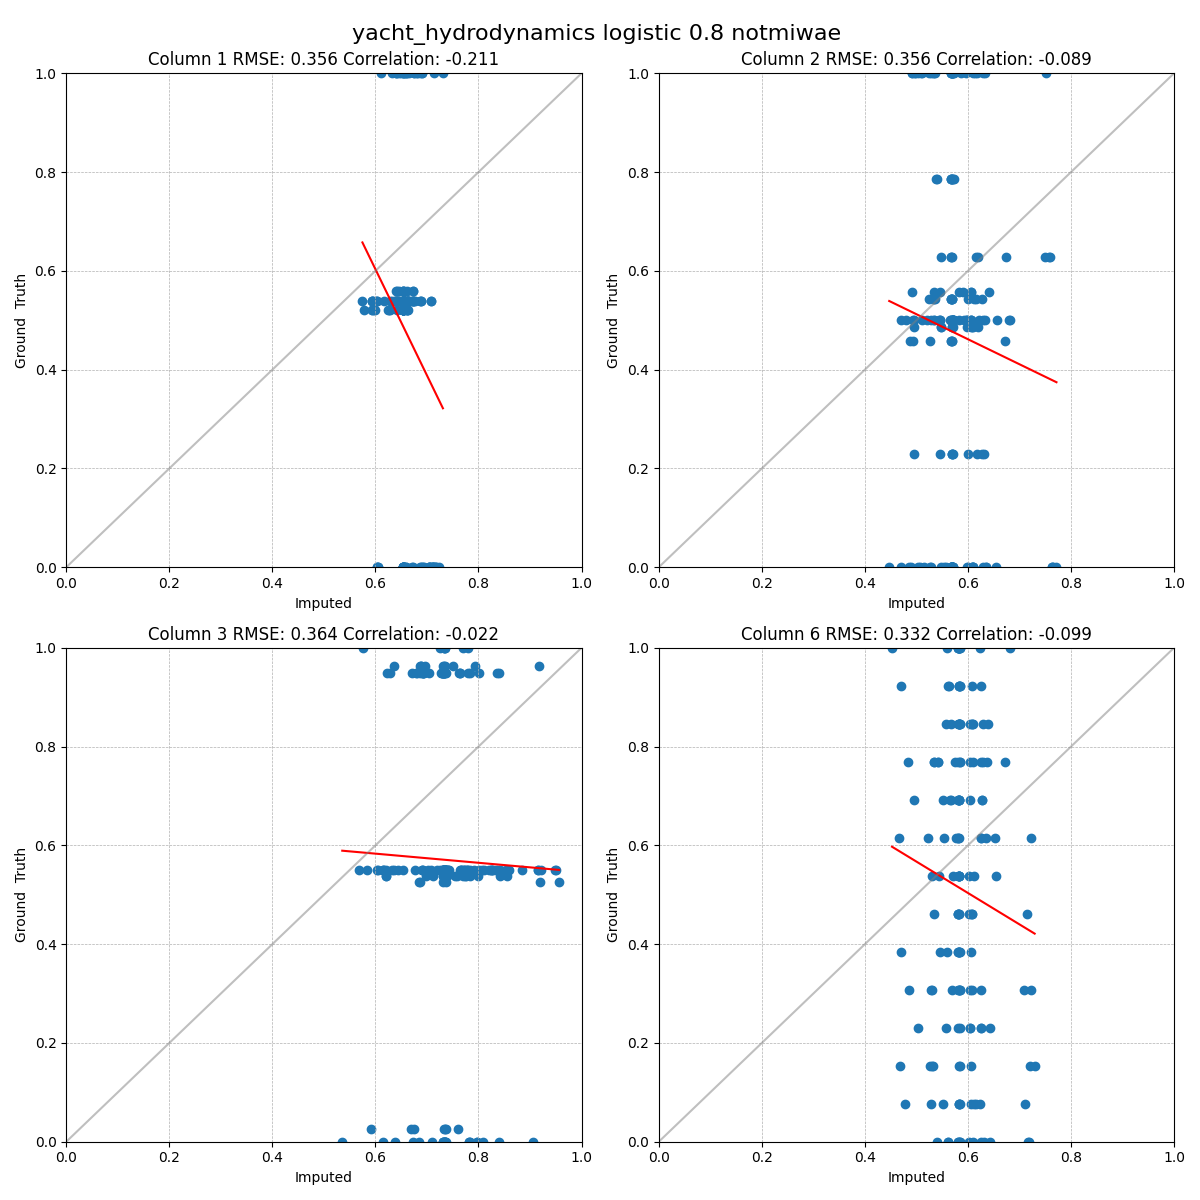 yacht_hydrodynamics logistic 0.8 notmiwae
Column 1 RMSE: 0.356 Correlation: -0.211
1.0
0.8
0.6
0.4
0.2
0.0
Ground Truth
0.0 0.2 0.4 0.6 0.8 1.0
Imputed
Column 2 RMSE: 0.356 Correlation: -0.089
1.0
0.8
0.6
0.4
0.2
0.0
Ground Truth
0.0 0.2 0.4 0.6 0.8 1.0
Imputed
Column 3 RMSE: 0.364 Correlation: -0.022
1.0
0.8
0.6
0.4
0.2
0.0
Ground Truth
0.0 0.2 0.4 0.6 0.8 1.0
Imputed
Column 6 RMSE: 0.332 Correlation: -0.099
1.0
0.8
0.6
0.4
0.2
0.0
Ground Truth
0.0 0.2 0.4 0.6 0.8 1.0
Imputed